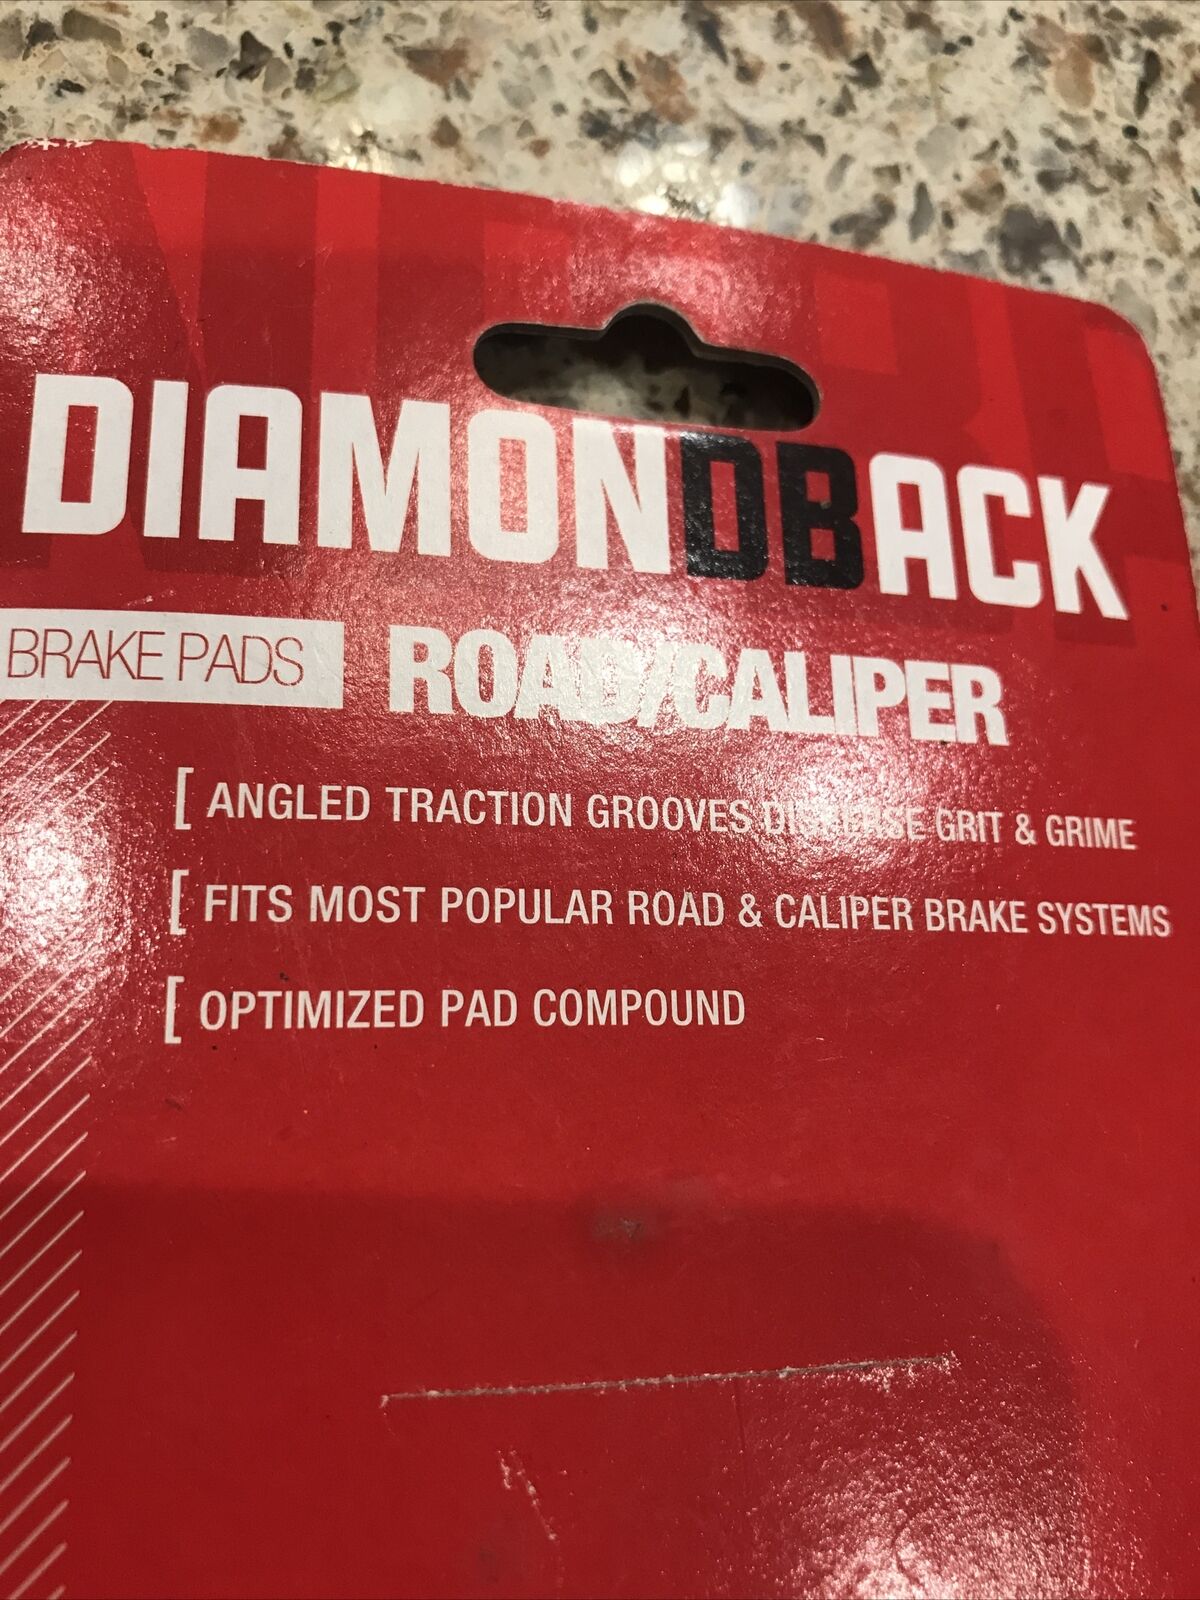 DIAMONDBACK
BRAKE PADS ROAD/CALIPER
[ ANGLED TRACTION GROOVES DISPERSE GRIT & GRIME
[ FITS MOST POPULAR ROAD & CALIPER BRAKE SYSTEMS
[ OPTIMIZED PAD COMPOUND